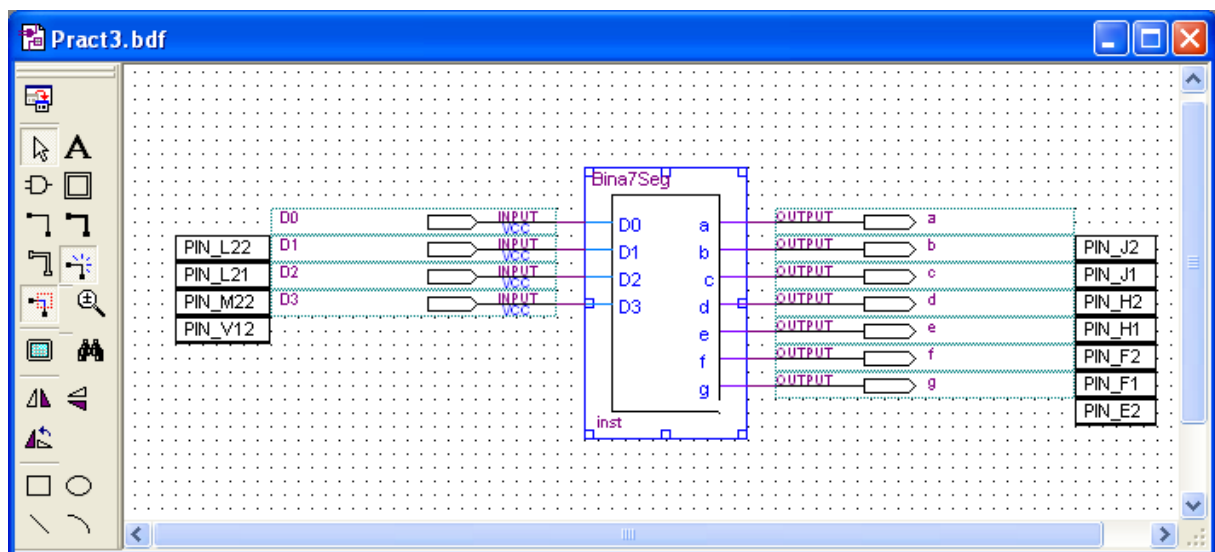 Pract3.bdf
A
Bina7Seg
D0 INPUT VCC D0 a OUTPUT a
PIN_L22 D1 INPUT VCC D1 b OUTPUT b PIN_J2
PIN_L21 D2 INPUT VCC D2 c OUTPUT c PIN_J1
PIN_M22 D3 INPUT VCC D3 d OUTPUT d PIN_H2
PIN_V12 e OUTPUT e PIN_H1
f OUTPUT f PIN_F2
g OUTPUT g PIN_F1
PIN_E2
inst